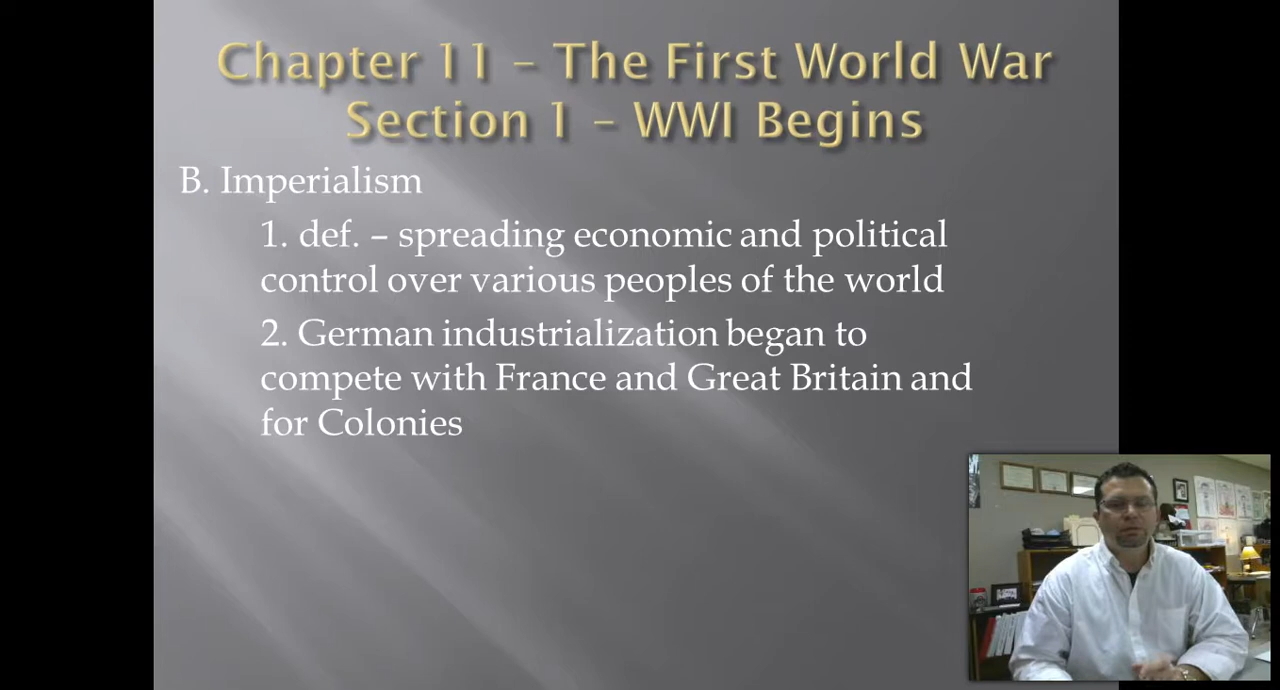 Chapter 11 – The First World War
Section 1 – WWI Begins
B. Imperialism
1. def. – spreading economic and political
control over various peoples of the world
2. German industrialization began to
compete with France and Great Britain and
for Colonies